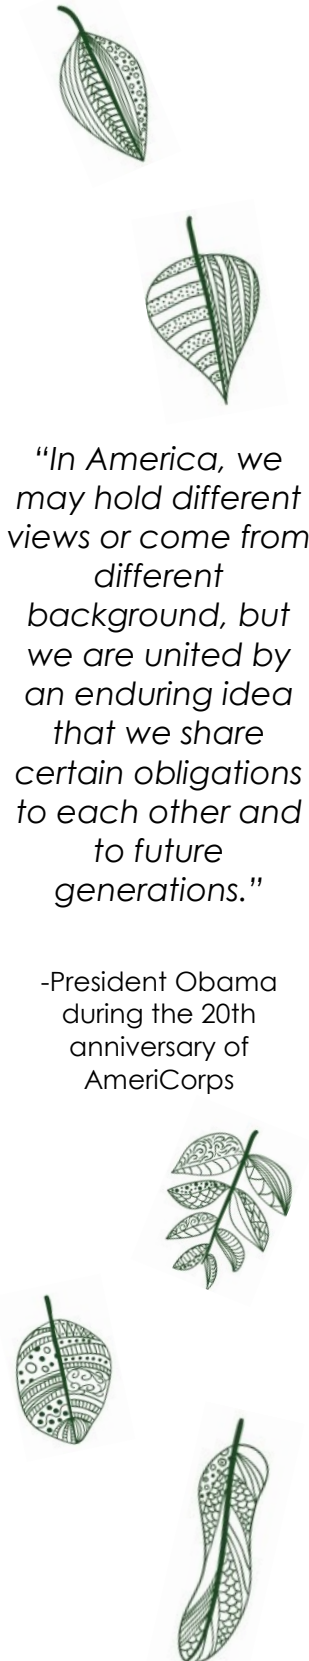 “In America, we
may hold different
views or come from
different
background, but
we are united by
an enduring idea
that we share
certain obligations
to each other and
to future
generations.”
-President Obama
during the 20th
anniversary of
AmeriCorps